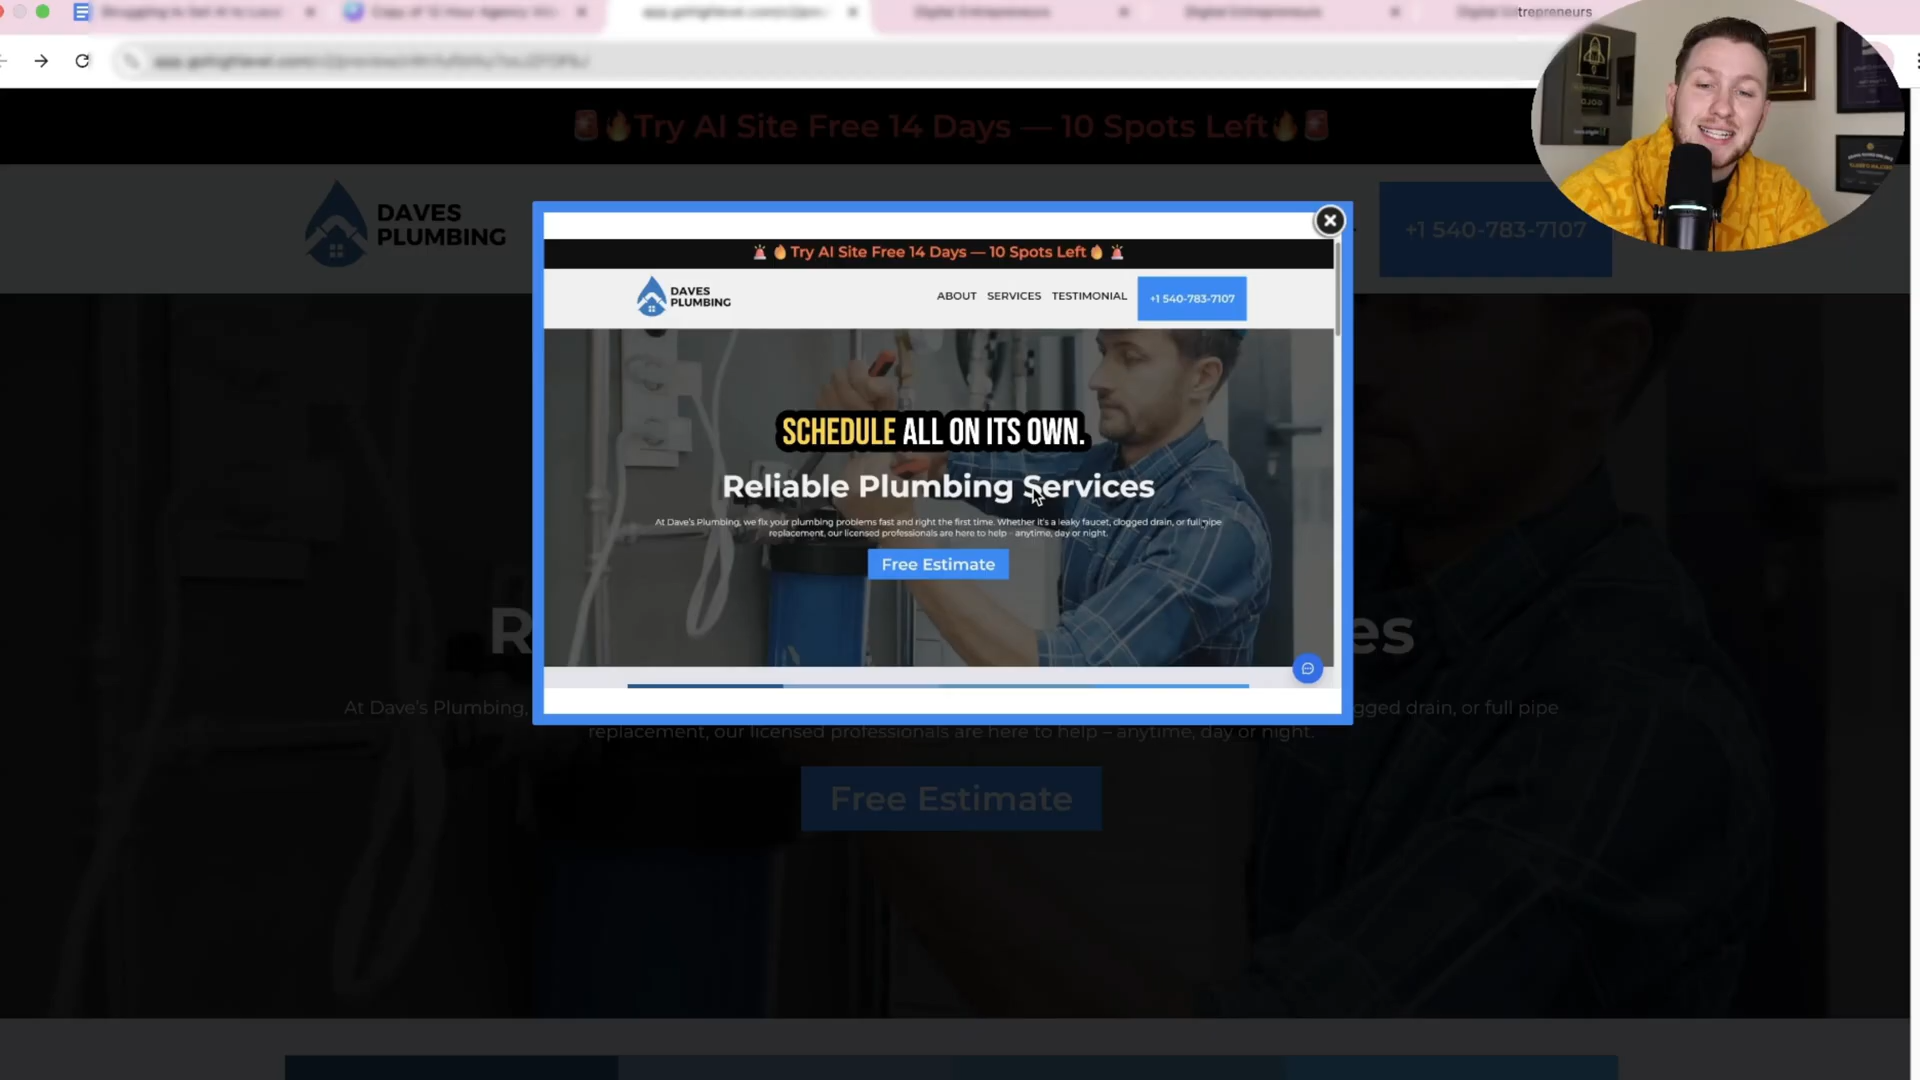 trepreneurs
🚨🔥Try AI Site Free 14 Days — 10 Spots Left🔥🚨
DAVES
PLUMBING
+1 540-783-7107
🚨🔥Try AI Site Free 14 Days — 10 Spots Left🔥🚨
DAVES
PLUMBING
ABOUT SERVICES TESTIMONIAL
+1 540-783-7107
SCHEDULE ALL ON ITS OWN.
Reliable Plumbing Services
At Dave's Plumbing, we fix your plumbing problems fast and right the first time. Whether it's a leaky faucet, clogged drain, or full pipe
replacement, our licensed professionals are here to help - anytime, day or night.
Free Estimate
R es
At Dave's Plumbing, gged drain, or full pipe
replacement, our licensed professionals are here to help – anytime, day or night.
Free Estimate